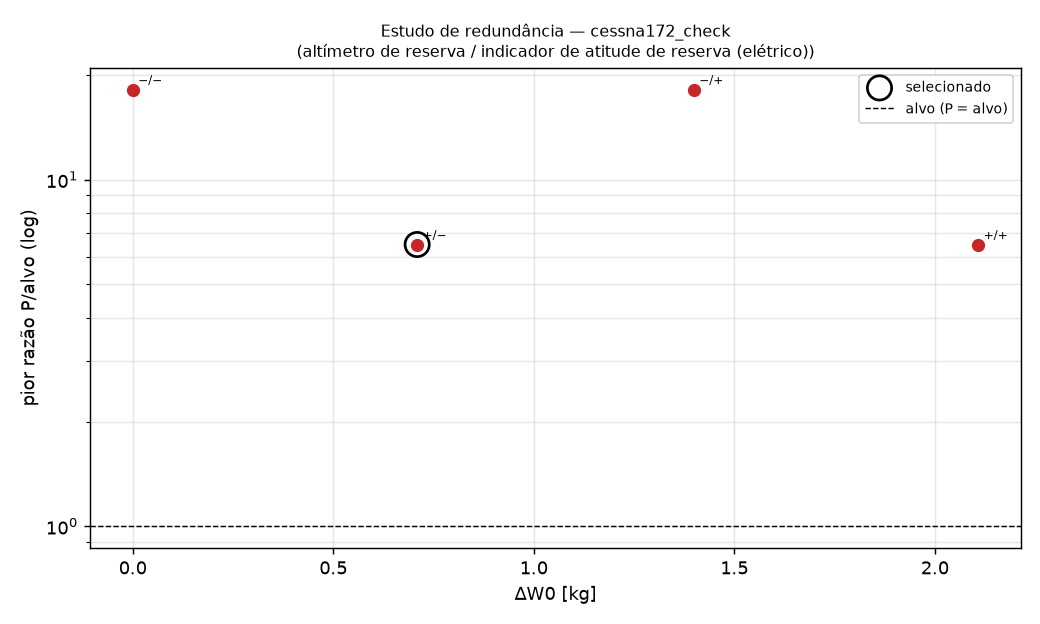 Estudo de redundância — cessna172_check
(altímetro de reserva / indicador de atitude de reserva (elétrico))
−/−
−/+
selecionado
alvo (P = alvo)
+/−
+/+
pior razão P/alvo (log)
10¹
10⁰
0.0
0.5
1.0
1.5
2.0
ΔW0 [kg]